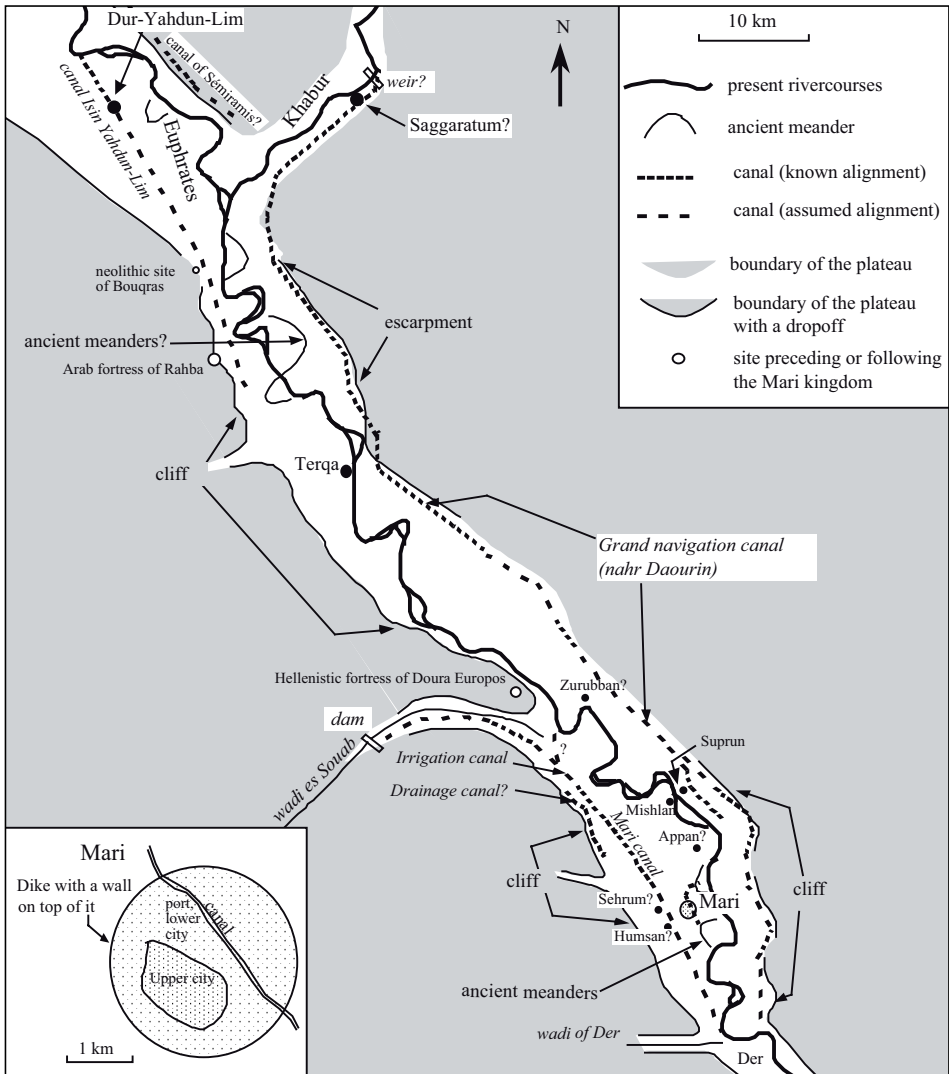 Dur-Yahdun-Lim
canal of Sémiramis?
canal Isin Yahdun-Lim
Euphrates
Khabur
weir?
Saggaratum?
N
10 km
present rivercourses
ancient meander
canal (known alignment)
canal (assumed alignment)
boundary of the plateau
boundary of the plateau
with a dropoff
site preceding or following
the Mari kingdom
neolithic site
of Bouqras
escarpment
ancient meanders?
Arab fortress of Rahba
Terqa
cliff
Grand navigation canal
(nahr Daourin)
Hellenistic fortress of Doura Europos
Zurubban?
dam
?
Suprun
wadi es Souab
Irrigation canal
Drainage canal?
Mishlan
Mari canal
Appan?
cliff
cliff
Sehrum?
Mari
Humsan?
ancient meanders
wadi of Der
Der
Mari
Dike with a wall
on top of it
port,
lower
city
canal
Upper city
1 km